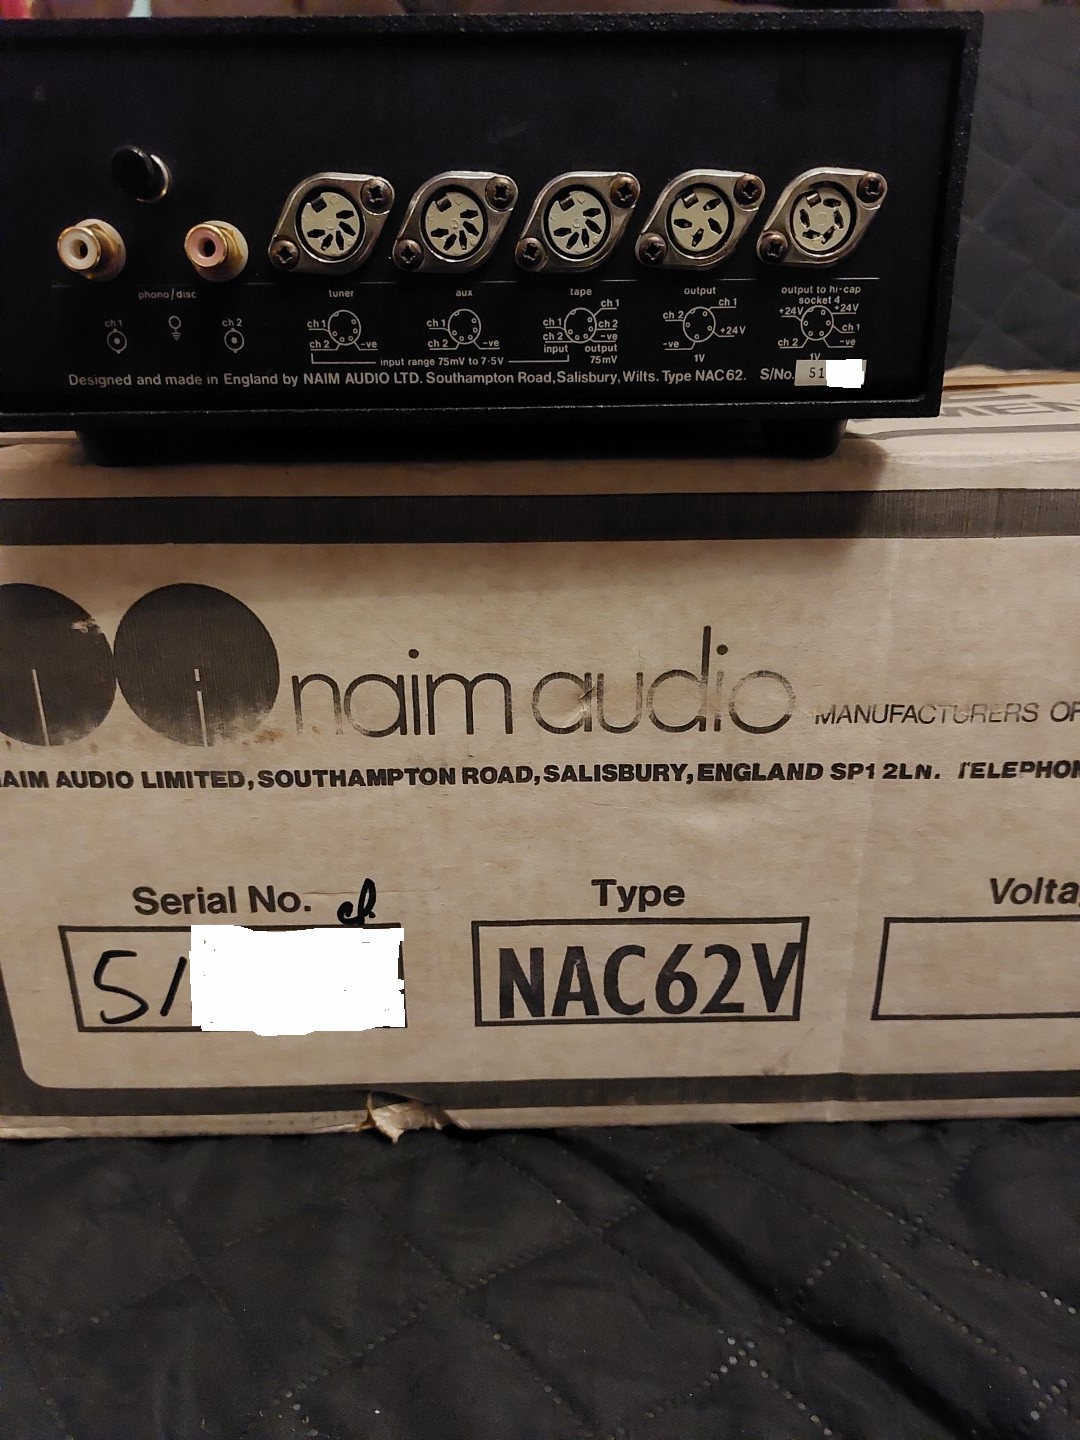 phono/disc
ch 1
ch 2
tuner
ch 1
ch 2
-ve
aux
ch 1
ch 2
-ve
tape
ch 1
ch 1
ch 2
ch 2
-ve
input
output
75mV
input range 75mV to 7·5V
output
ch 2
ch 1
+24V
-ve
1V
output to hi-cap
socket 4
+24V
+24V
ch 1
ch 2
-ve
1V
Designed and made in England by NAIM AUDIO LTD. Southampton Road, Salisbury, Wilts. Type NAC62. S/No. 51
naim audio MANUFACTURERS OF
NAIM AUDIO LIMITED, SOUTHAMPTON ROAD, SALISBURY, ENGLAND SP1 2LN. TELEPHON
Serial No.
Type
Volta
51
NAC62V